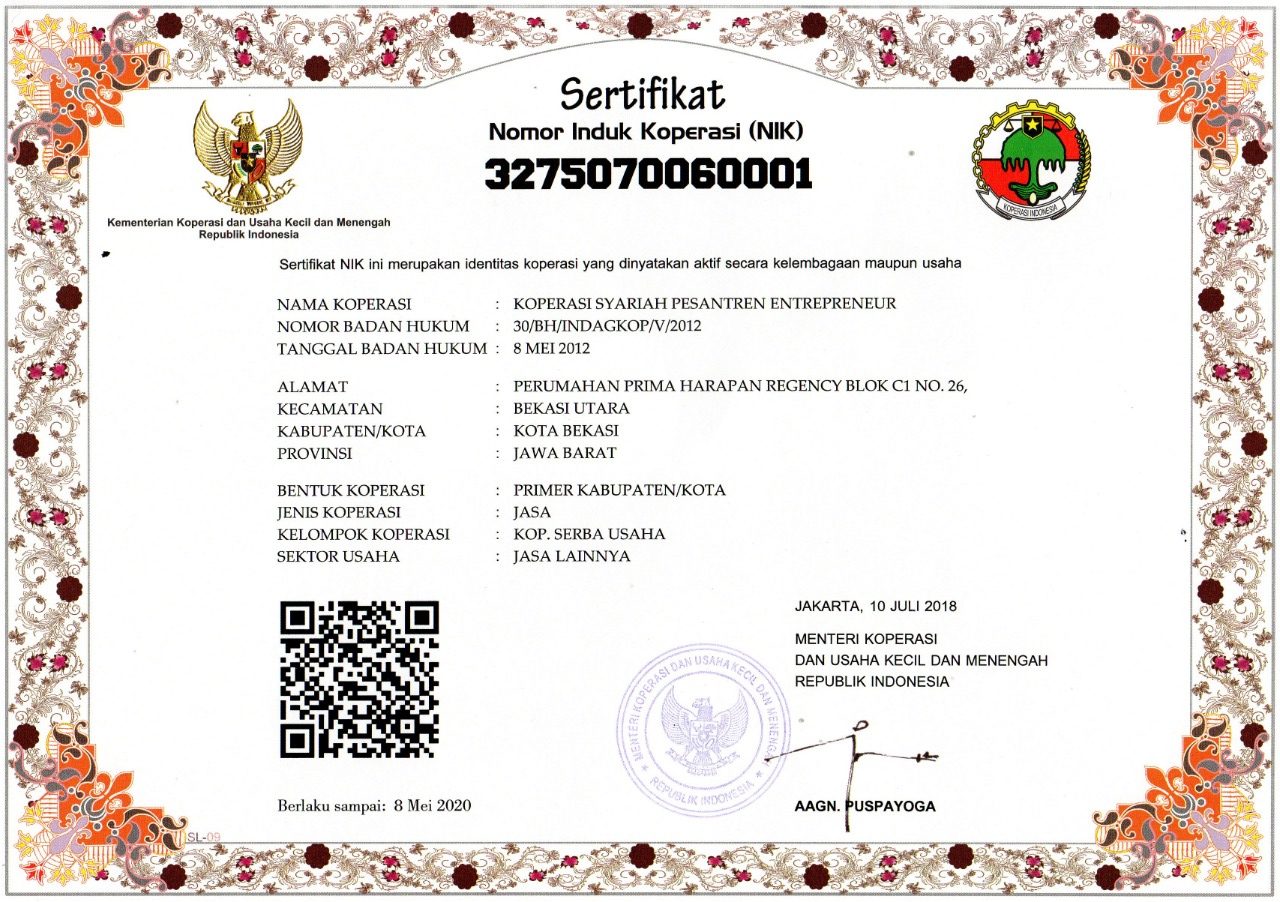 Sertifikat
Nomor Induk Koperasi (NIK)
3275070060001
Kementerian Koperasi dan Usaha Kecil dan Menengah
Republik Indonesia
KOPERASI INDONESIA
Sertifikat NIK ini merupakan identitas koperasi yang dinyatakan aktif secara kelembagaan maupun usaha
NAMA KOPERASI : KOPERASI SYARIAH PESANTREN ENTREPRENEUR
NOMOR BADAN HUKUM : 30/BH/INDAGKOP/V/2012
TANGGAL BADAN HUKUM : 8 MEI 2012
ALAMAT : PERUMAHAN PRIMA HARAPAN REGENCY BLOK C1 NO. 26,
KECAMATAN : BEKASI UTARA
KABUPATEN/KOTA : KOTA BEKASI
PROVINSI : JAWA BARAT
BENTUK KOPERASI : PRIMER KABUPATEN/KOTA
JENIS KOPERASI : JASA
KELOMPOK KOPERASI : KOP. SERBA USAHA
SEKTOR USAHA : JASA LAINNYA
JAKARTA, 10 JULI 2018
MENTERI KOPERASI
DAN USAHA KECIL DAN MENENGAH
REPUBLIK INDONESIA
MENTERI KOPERASI DAN USAHA KECIL DAN MENENGAH
REPUBLIK INDONESIA
AAGN. PUSPAYOGA
Berlaku sampai: 8 Mei 2020
SL-09